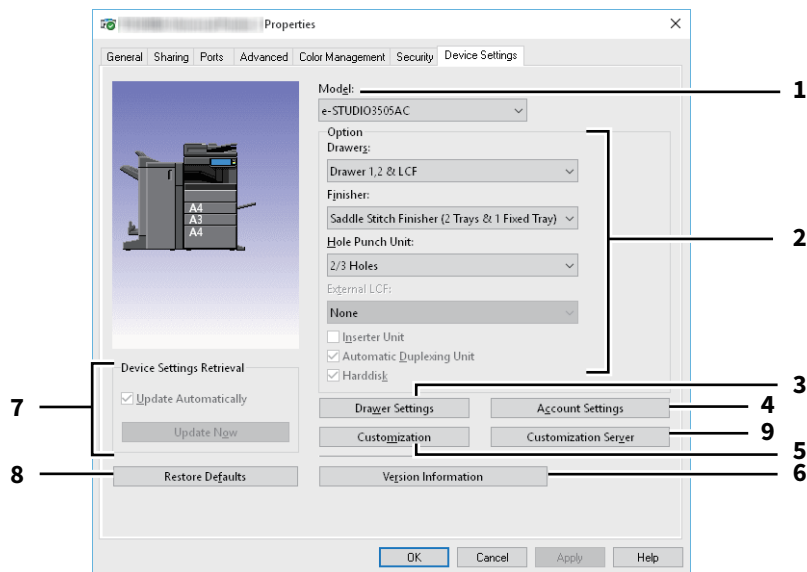 Properties
General Sharing Ports Advanced Color Management Security Device Settings
Model:
1
e-STUDIO3505AC
Option
Drawers:
Drawer 1,2 & LCF
Finisher:
Saddle Stitch Finisher (2 Trays & 1 Fixed Tray)
2
Hole Punch Unit:
2/3 Holes
External LCF:
None
Inserter Unit
Automatic Duplexing Unit
Harddisk
A4
A3
A4
Device Settings Retrieval
7
Update Automatically
Update Now
3
Drawer Settings Account Settings
4
Customization Customization Server
9
5
8
Restore Defaults Version Information
6
OK Cancel Apply Help